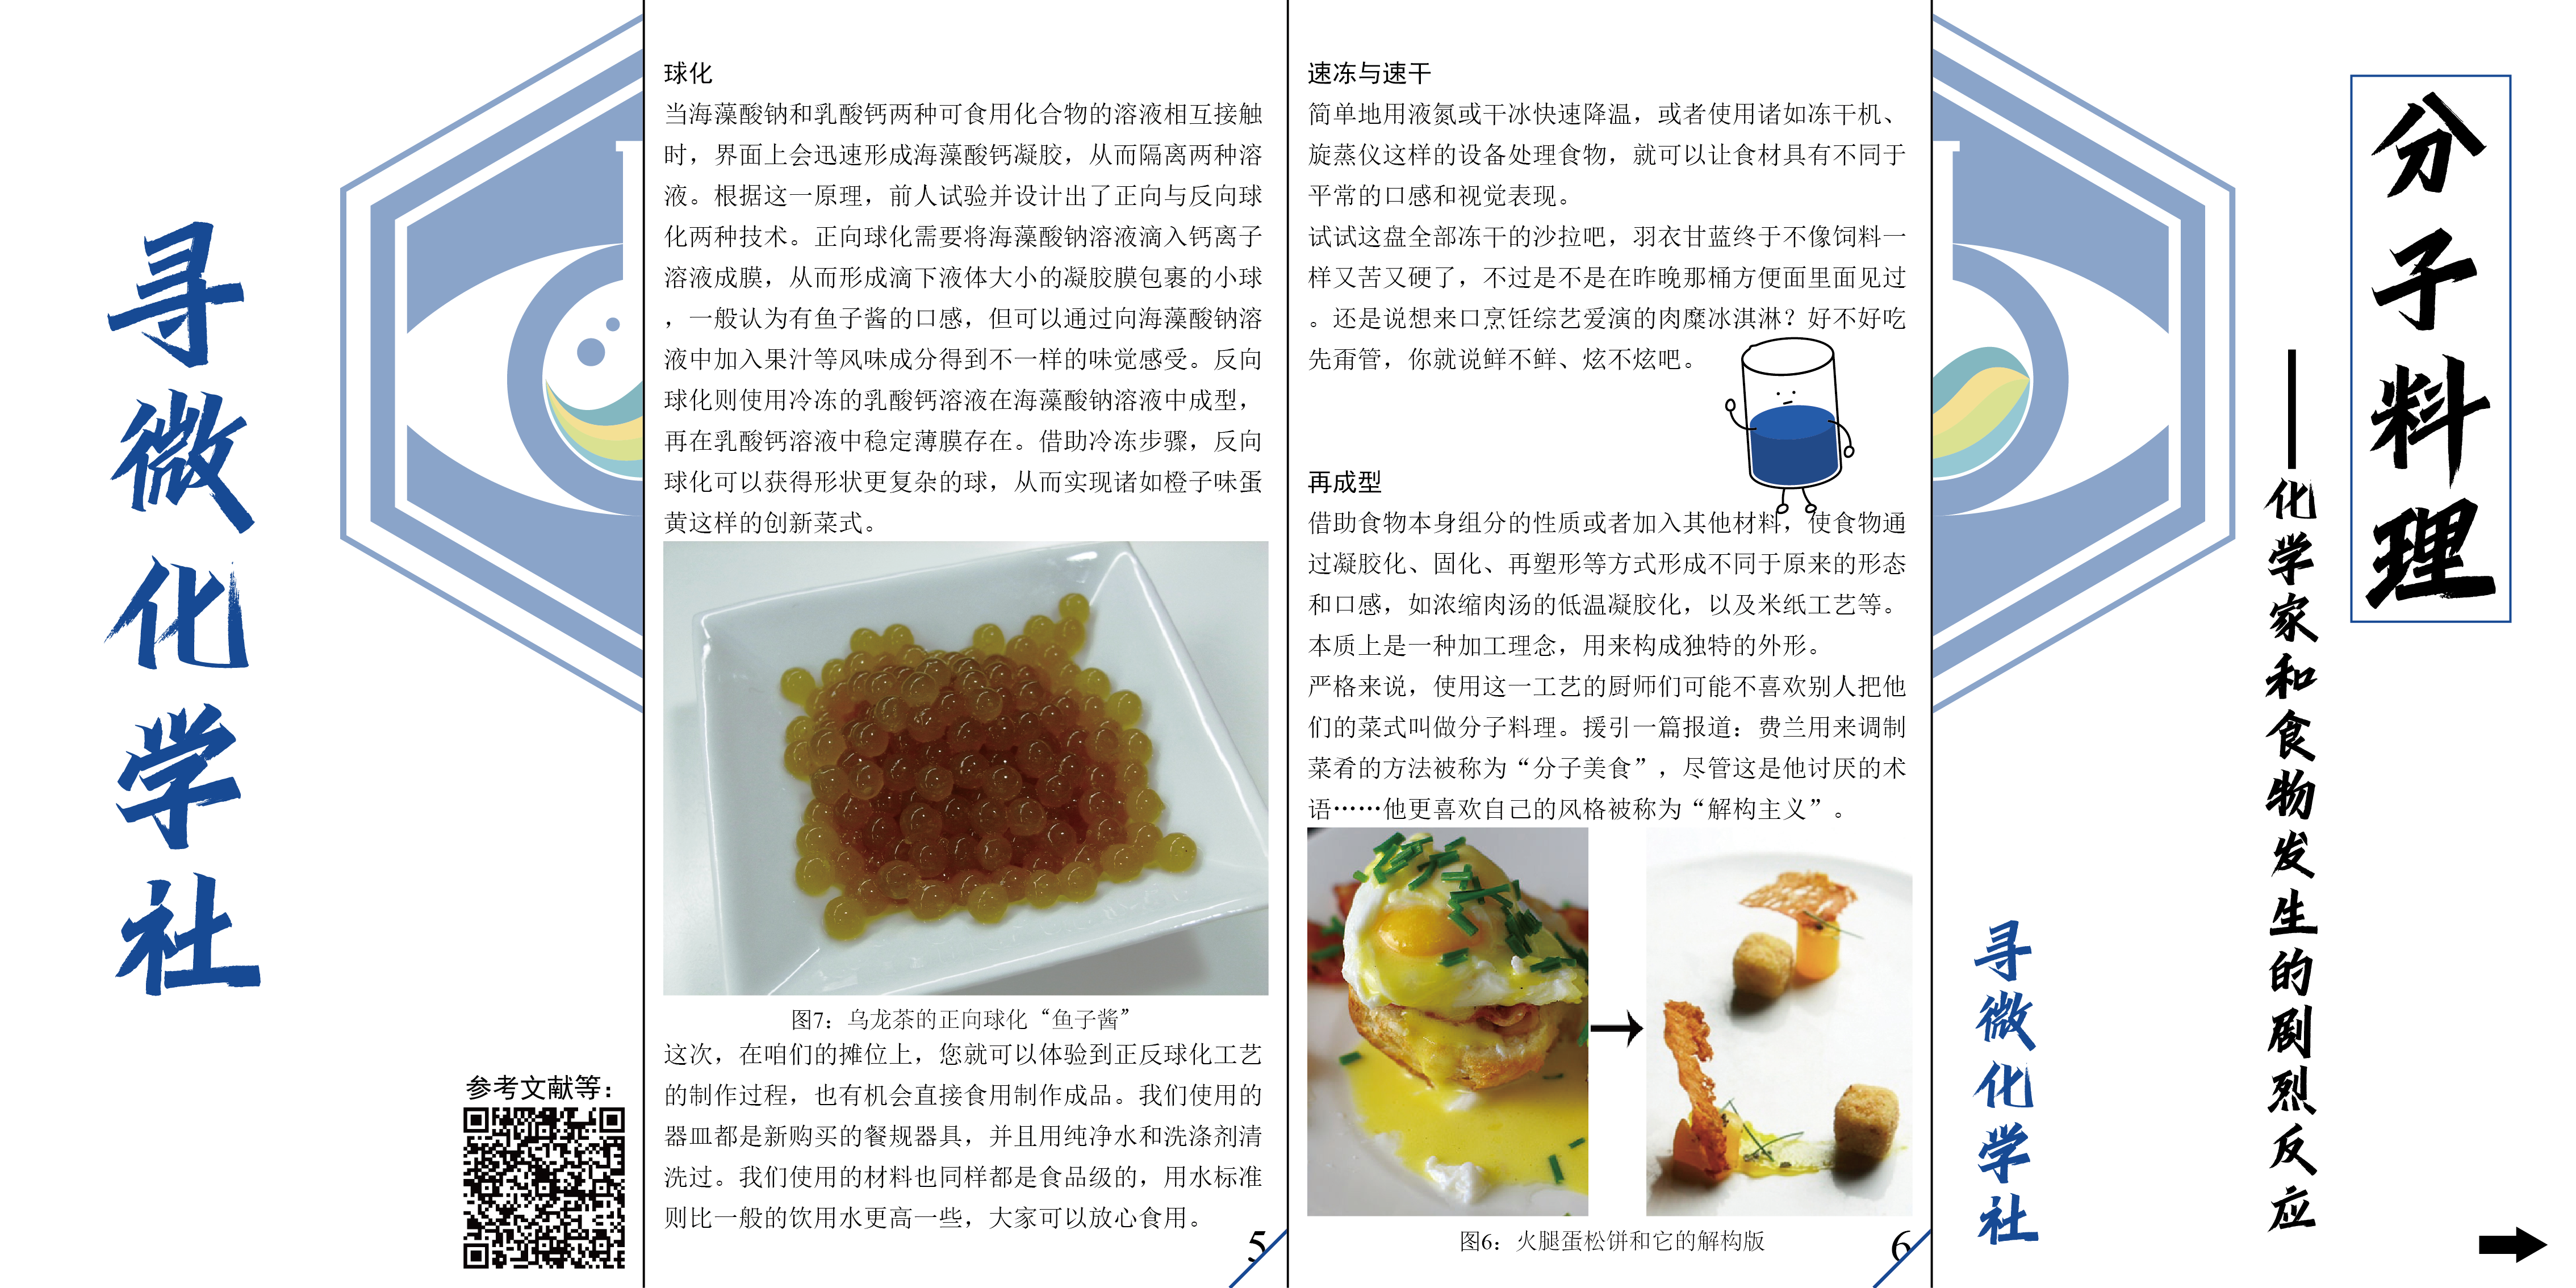 寻微化学社
参考文献等：
球化
当海藻酸钠和乳酸钙两种可食用化合物的溶液相互接触
时，界面上会迅速形成海藻酸钙凝胶，从而隔离两种溶
液。根据这一原理，前人试验并设计出了正向与反向球
化两种技术。正向球化需要将海藻酸钠溶液滴入钙离子
溶液成膜，从而形成滴下液体大小的凝胶膜包裹的小球
，一般认为有鱼子酱的口感，但可以通过向海藻酸钠溶
液中加入果汁等风味成分得到不一样的味觉感受。反向
球化则使用冷冻的乳酸钙溶液在海藻酸钠溶液中成型，
再在乳酸钙溶液中稳定薄膜存在。借助冷冻步骤，反向
球化可以获得形状更复杂的球，从而实现诸如橙子味蛋
黄这样的创新菜式。
图7：乌龙茶的正向球化“鱼子酱”
这次，在咱们的摊位上，您就可以体验到正反球化工艺
的制作过程，也有机会直接食用制作成品。我们使用的
器皿都是新购买的餐规器具，并且用纯净水和洗涤剂清
洗过。我们使用的材料也同样都是食品级的，用水标准
则比一般的饮用水更高一些，大家可以放心食用。
5
速冻与速干
简单地用液氮或干冰快速降温，或者使用诸如冻干机、
旋蒸仪这样的设备处理食物，就可以让食材具有不同于
平常的口感和视觉表现。
试试这盘全部冻干的沙拉吧，羽衣甘蓝终于不像饲料一
样又苦又硬了，不过是不是在昨晚那桶方便面里面见过
。还是说想来口烹饪综艺爱演的肉糜冰淇淋？好不好吃
先甭管，你就说鲜不鲜、炫不炫吧。
再成型
借助食物本身组分的性质或者加入其他材料，使食物通
过凝胶化、固化、再塑形等方式形成不同于原来的形态
和口感，如浓缩肉汤的低温凝胶化，以及米纸工艺等。
本质上是一种加工理念，用来构成独特的外形。
严格来说，使用这一工艺的厨师们可能不喜欢别人把他
们的菜式叫做分子料理。援引一篇报道：费兰用来调制
菜肴的方法被称为“分子美食”，尽管这是他讨厌的术
语……他更喜欢自己的风格被称为“解构主义”。
图6：火腿蛋松饼和它的解构版
6
分子料理
——化学家和食物发生的剧烈反应
寻微化学社